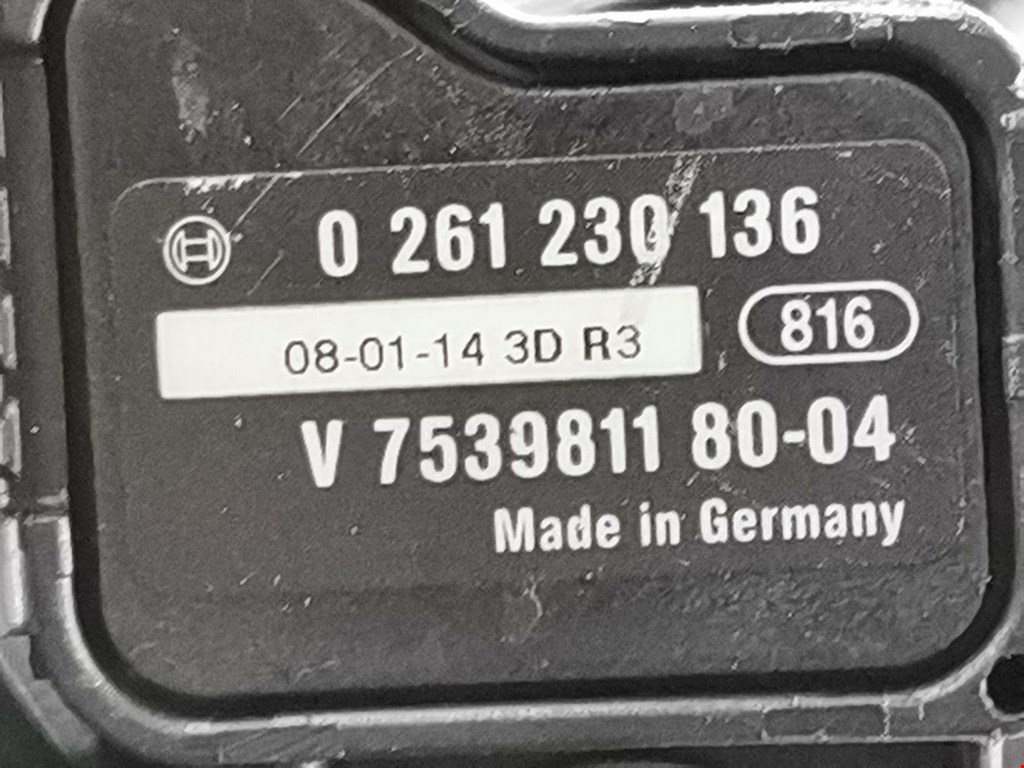 0 261 230 136
08-01-14 3D R3
816
V 7539811 80-04
Made in Germany